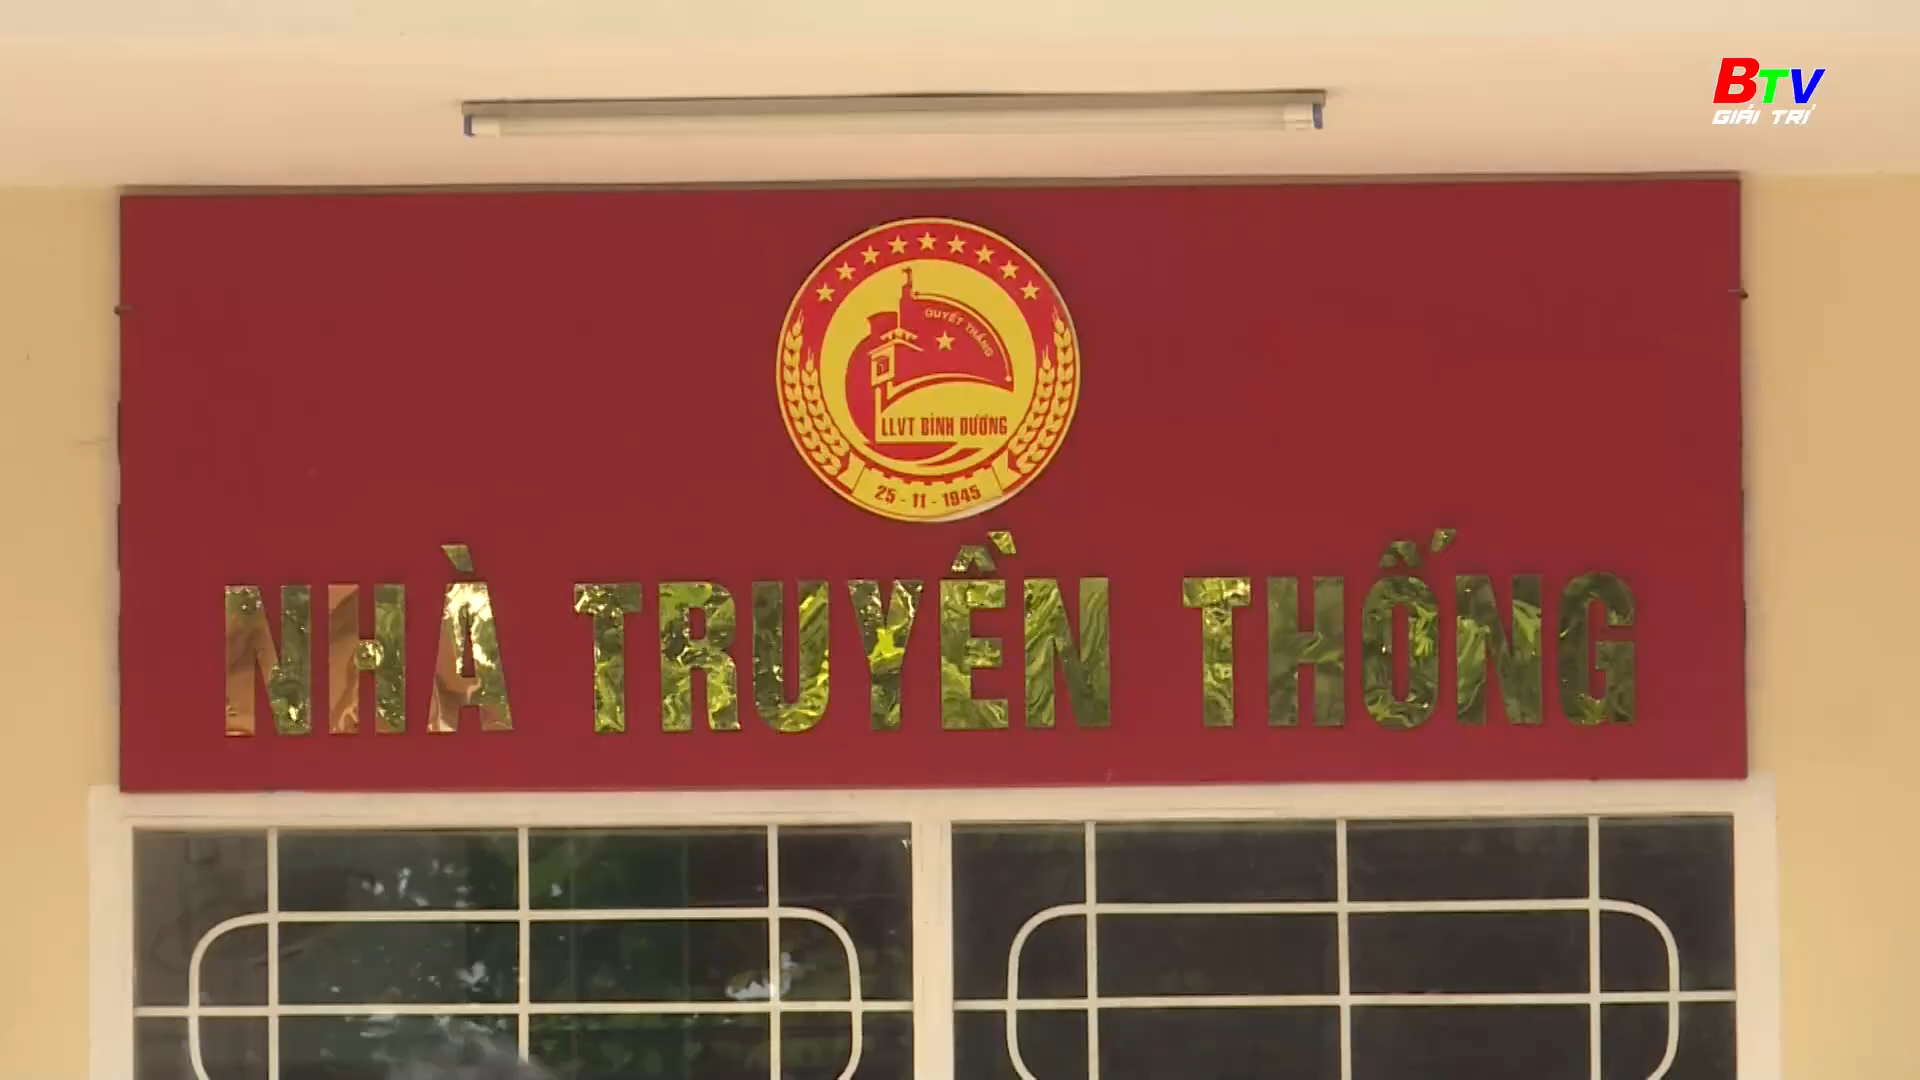 BTV
GIẢI TRÍ
QUYẾT THẮNG
LLVT BÌNH DƯƠNG
25 - 11 - 1945
NHÀ TRUYỀN THỐNG